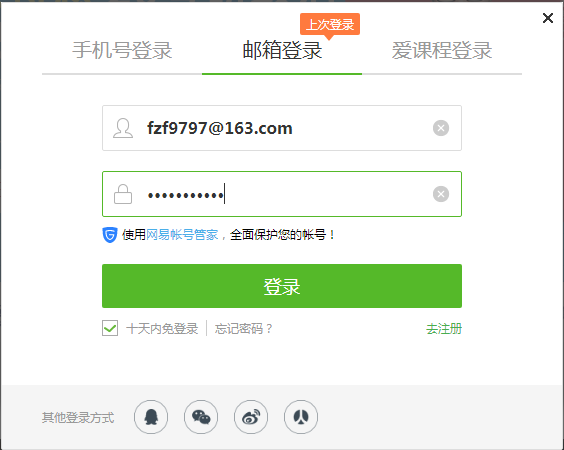 上次登录
手机号登录 邮箱登录 爱课程登录
fzf9797@163.com
•••••••••••
使用网易帐号管家，全面保护您的帐号！
登录
十天内免登录 忘记密码？ 去注册
其他登录方式